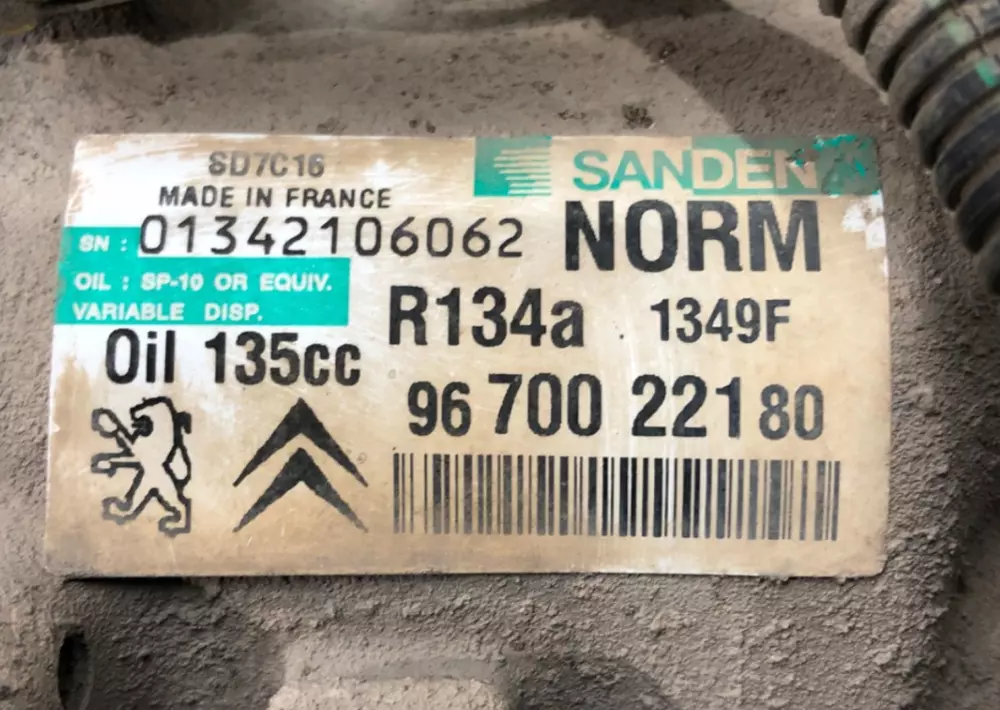 SD7C16
SANDEN
MADE IN FRANCE
NORM
SN : 01342106062
OIL : SP-10 OR EQUIV.
VARIABLE DISP.
R134a 1349F
Oil 135cc
96 700 221 80